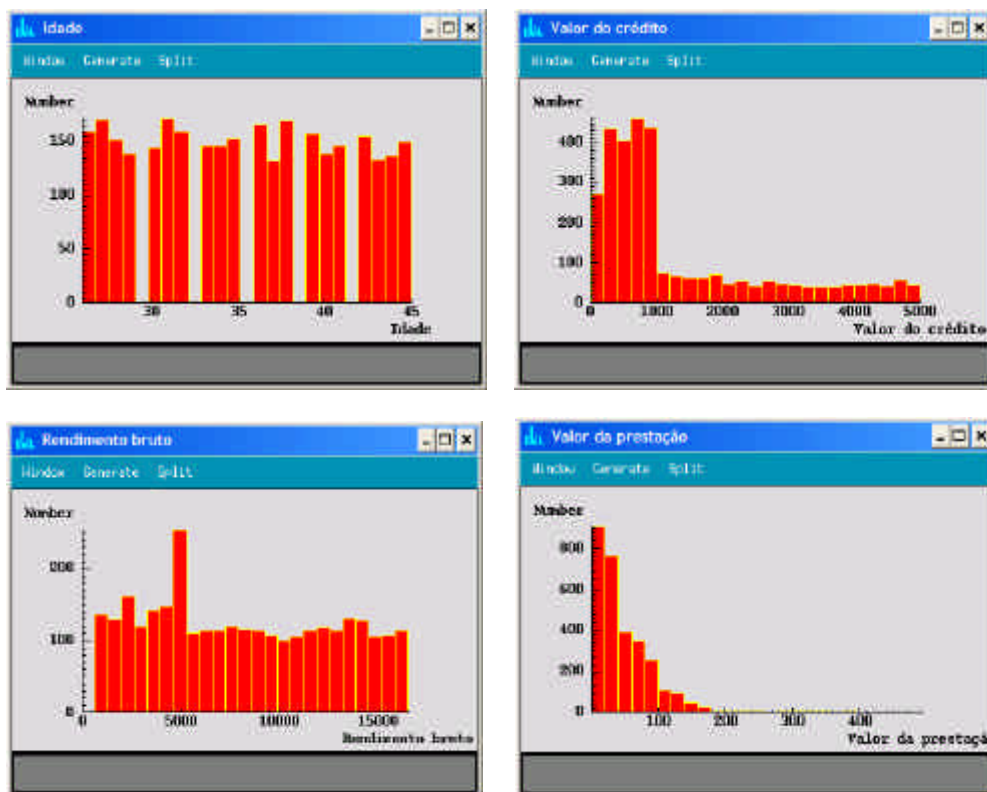 Idade
Window Generate Split
Number
150
100
50
0
30 35 40 45
Idade
Valor do crédito
Window Generate Split
Number
400
300
200
100
0
0 1000 2000 3000 4000 5000
Valor do crédito
Rendimento bruto
Window Generate Split
Number
200
100
0
0 5000 10000 15000
Rendimento bruto
Valor da prestação
Window Generate Split
Number
800
600
400
200
0
100 200 300 400
Valor da prestaçã